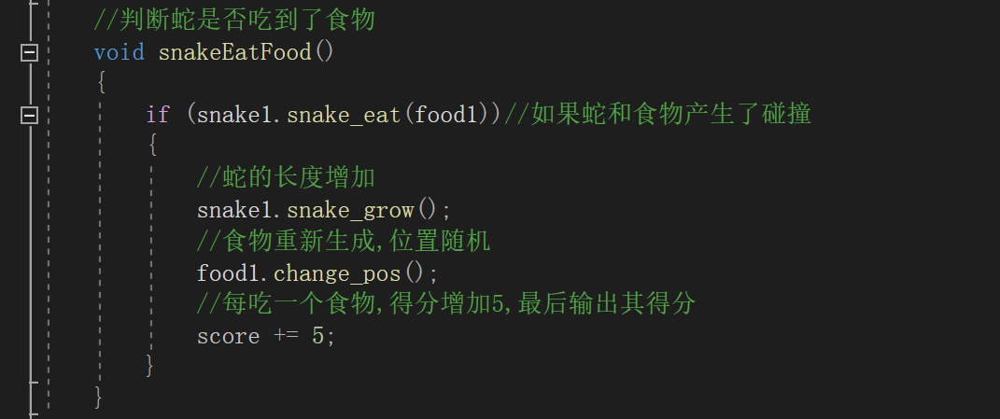 //判断蛇是否吃到了食物
void snakeEatFood()
{
if (snake1.snake_eat(food1))//如果蛇和食物产生了碰撞
{
//蛇的长度增加
snake1.snake_grow();
//食物重新生成,位置随机
food1.change_pos();
//每吃一个食物,得分增加5,最后输出其得分
score += 5;
}
}